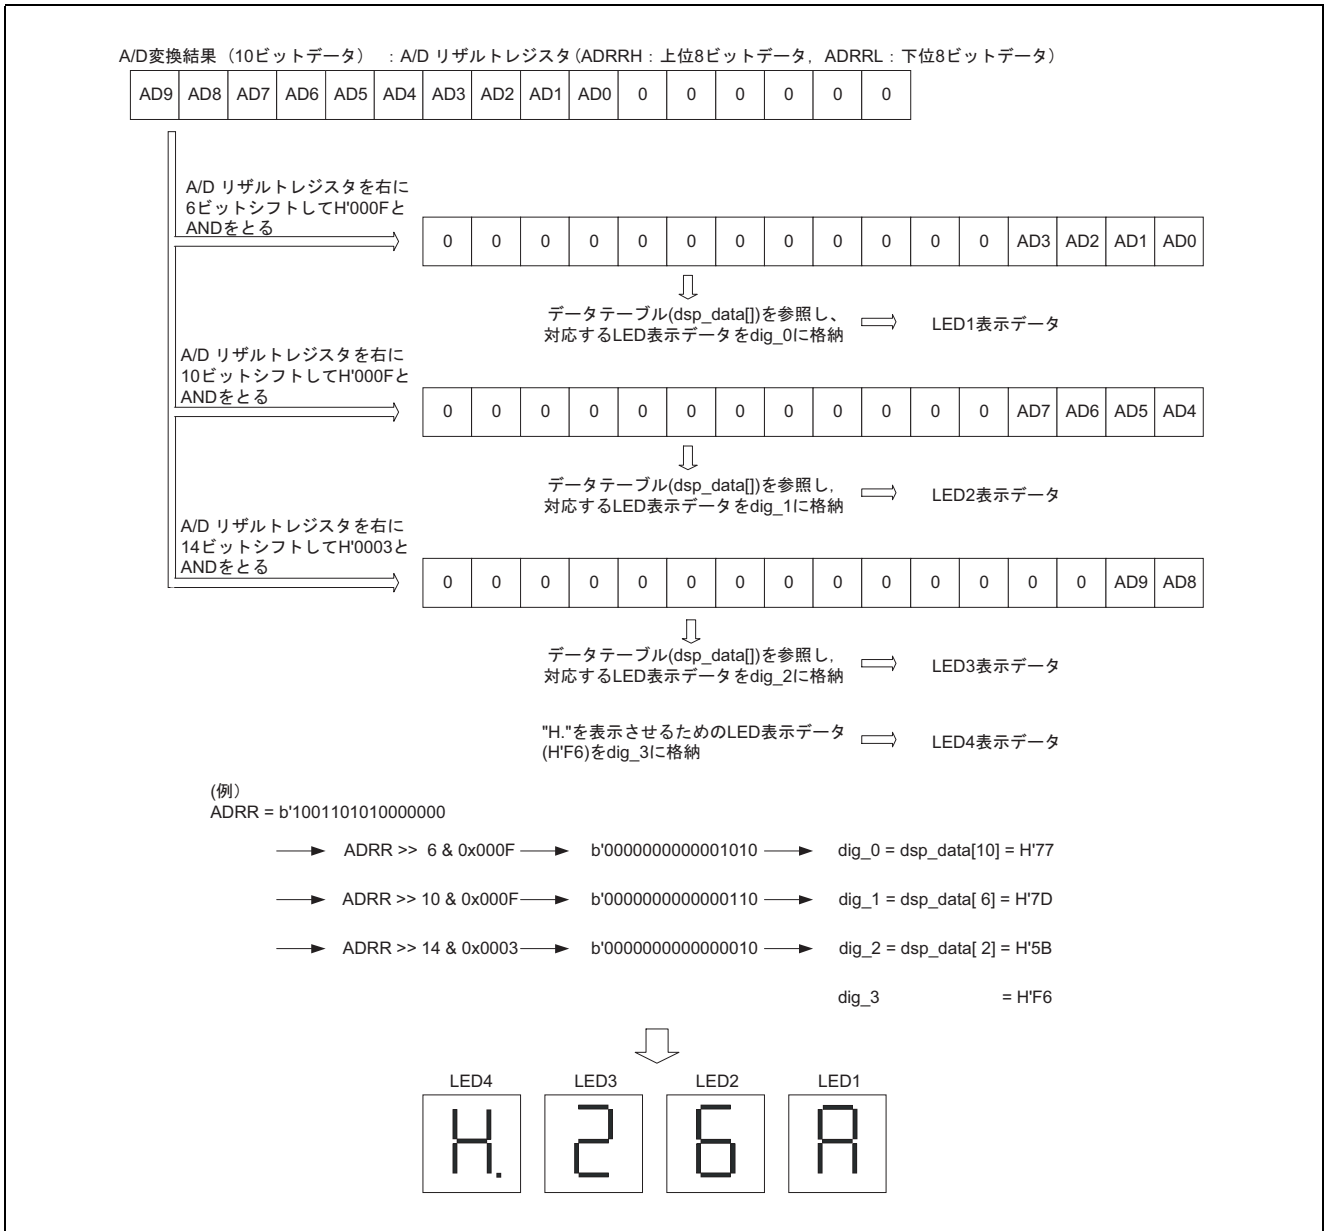 A/D変換結果（10ビットデータ） ：A/D リザルトレジスタ(ADRRH：上位8ビットデータ，ADRRL：下位8ビットデータ)
AD9 AD8 AD7 AD6 AD5 AD4 AD3 AD2 AD1 AD0 0 0 0 0 0 0
A/D リザルトレジスタを右に
6ビットシフトしてH'000Fと
ANDをとる
0 0 0 0 0 0 0 0 0 0 0 0 AD3 AD2 AD1 AD0
データテーブル(dsp_data[])を参照し、
対応するLED表示データをdig_0に格納
LED1表示データ
A/D リザルトレジスタを右に
10ビットシフトしてH'000Fと
ANDをとる
0 0 0 0 0 0 0 0 0 0 0 0 AD7 AD6 AD5 AD4
データテーブル(dsp_data[])を参照し，
対応するLED表示データをdig_1に格納
LED2表示データ
A/D リザルトレジスタを右に
14ビットシフトしてH'0003と
ANDをとる
0 0 0 0 0 0 0 0 0 0 0 0 0 0 AD9 AD8
データテーブル(dsp_data[])を参照し，
対応するLED表示データをdig_2に格納
LED3表示データ
"H."を表示させるためのLED表示データ
(H'F6)をdig_3に格納
LED4表示データ
(例）
ADRR = b'1001101010000000
ADRR >> 6 & 0x000F b'0000000000001010 dig_0 = dsp_data[10] = H'77
ADRR >> 10 & 0x000F b'0000000000000110 dig_1 = dsp_data[ 6] = H'7D
ADRR >> 14 & 0x0003 b'0000000000000010 dig_2 = dsp_data[ 2] = H'5B
dig_3 = H'F6
LED4 LED3 LED2 LED1
H. 2 6 A